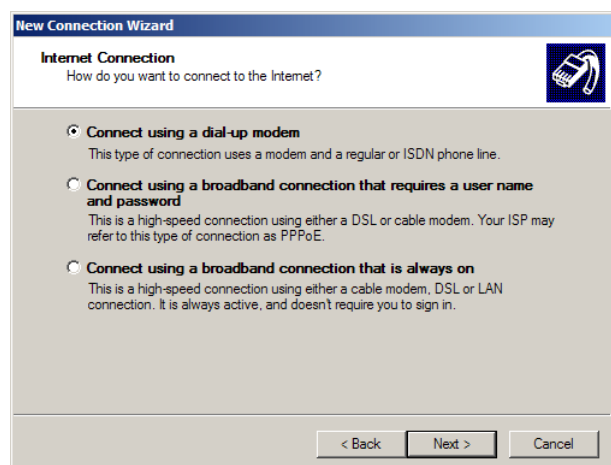 New Connection Wizard
Internet Connection
How do you want to connect to the Internet?
Connect using a dial-up modem
This type of connection uses a modem and a regular or ISDN phone line.
Connect using a broadband connection that requires a user name
and password
This is a high-speed connection using either a DSL or cable modem. Your ISP may
refer to this type of connection as PPPoE.
Connect using a broadband connection that is always on
This is a high-speed connection using either a cable modem, DSL or LAN
connection. It is always active, and doesn't require you to sign in.
< Back Next > Cancel